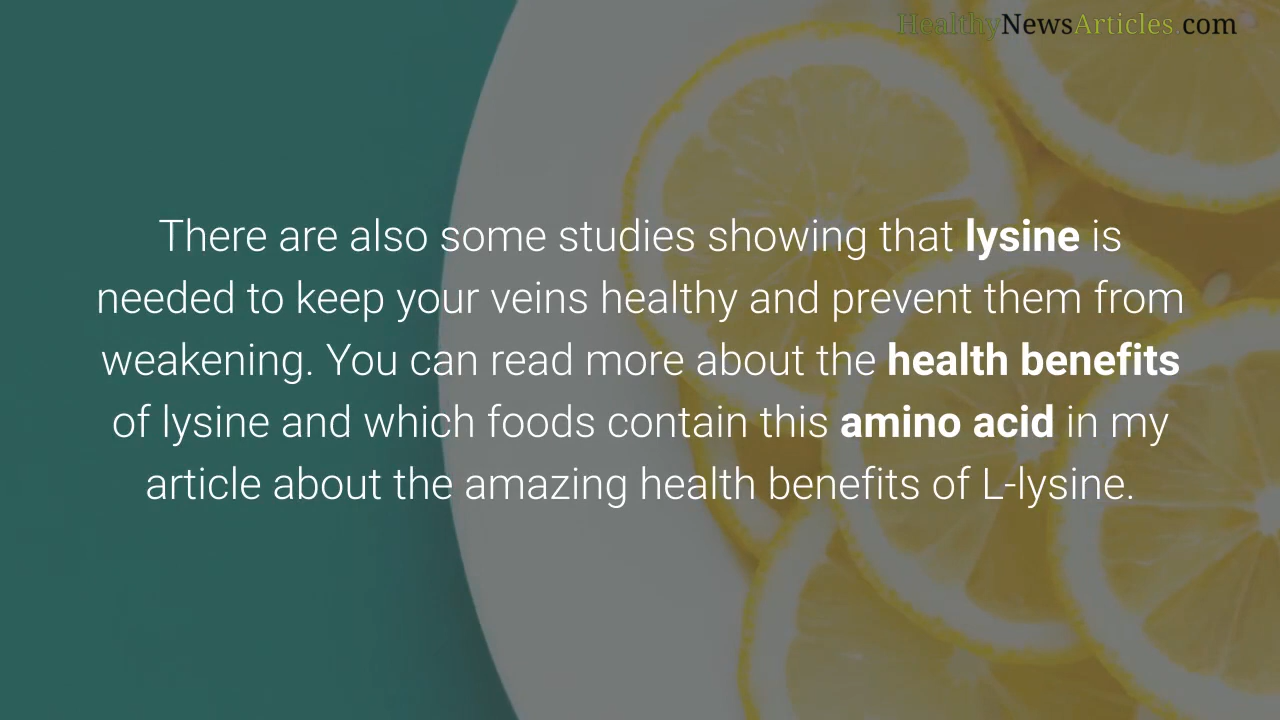 HealthyNewsArticles.com
There are also some studies showing that lysine is
needed to keep your veins healthy and prevent them from
weakening. You can read more about the health benefits
of lysine and which foods contain this amino acid in my
article about the amazing health benefits of L-lysine.